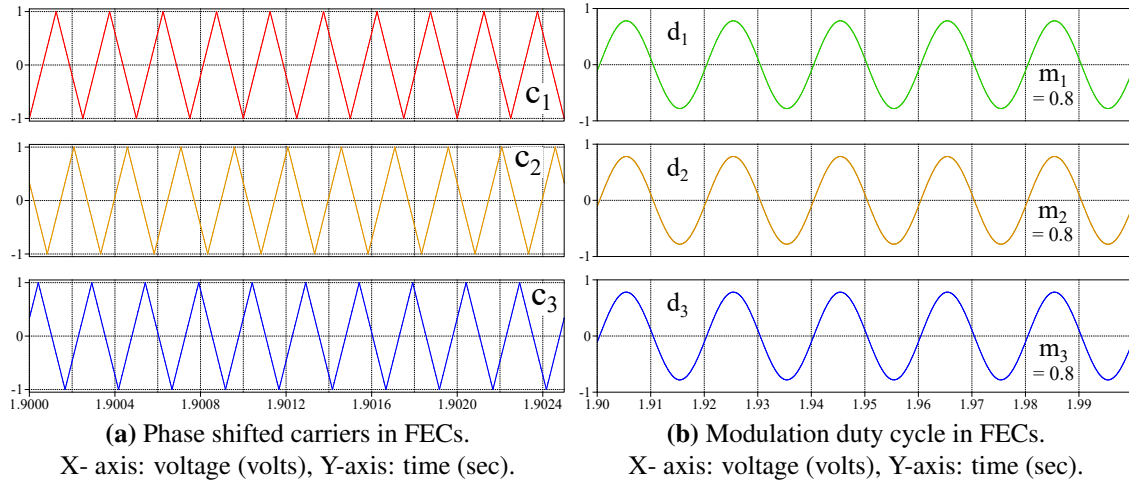 1
0
-1
c1
1
0
-1
c2
1
0
-1
c3
1.9000 1.9004 1.9008 1.9012 1.9016 1.9020 1.9024
(a) Phase shifted carriers in FECs.
X- axis: voltage (volts), Y-axis: time (sec).
1
0
-1
d1
m1
= 0.8
1
0
-1
d2
m2
= 0.8
1
0
-1
d3
m3
= 0.8
1.90 1.91 1.92 1.93 1.94 1.95 1.96 1.97 1.98 1.99
(b) Modulation duty cycle in FECs.
X- axis: voltage (volts), Y-axis: time (sec).